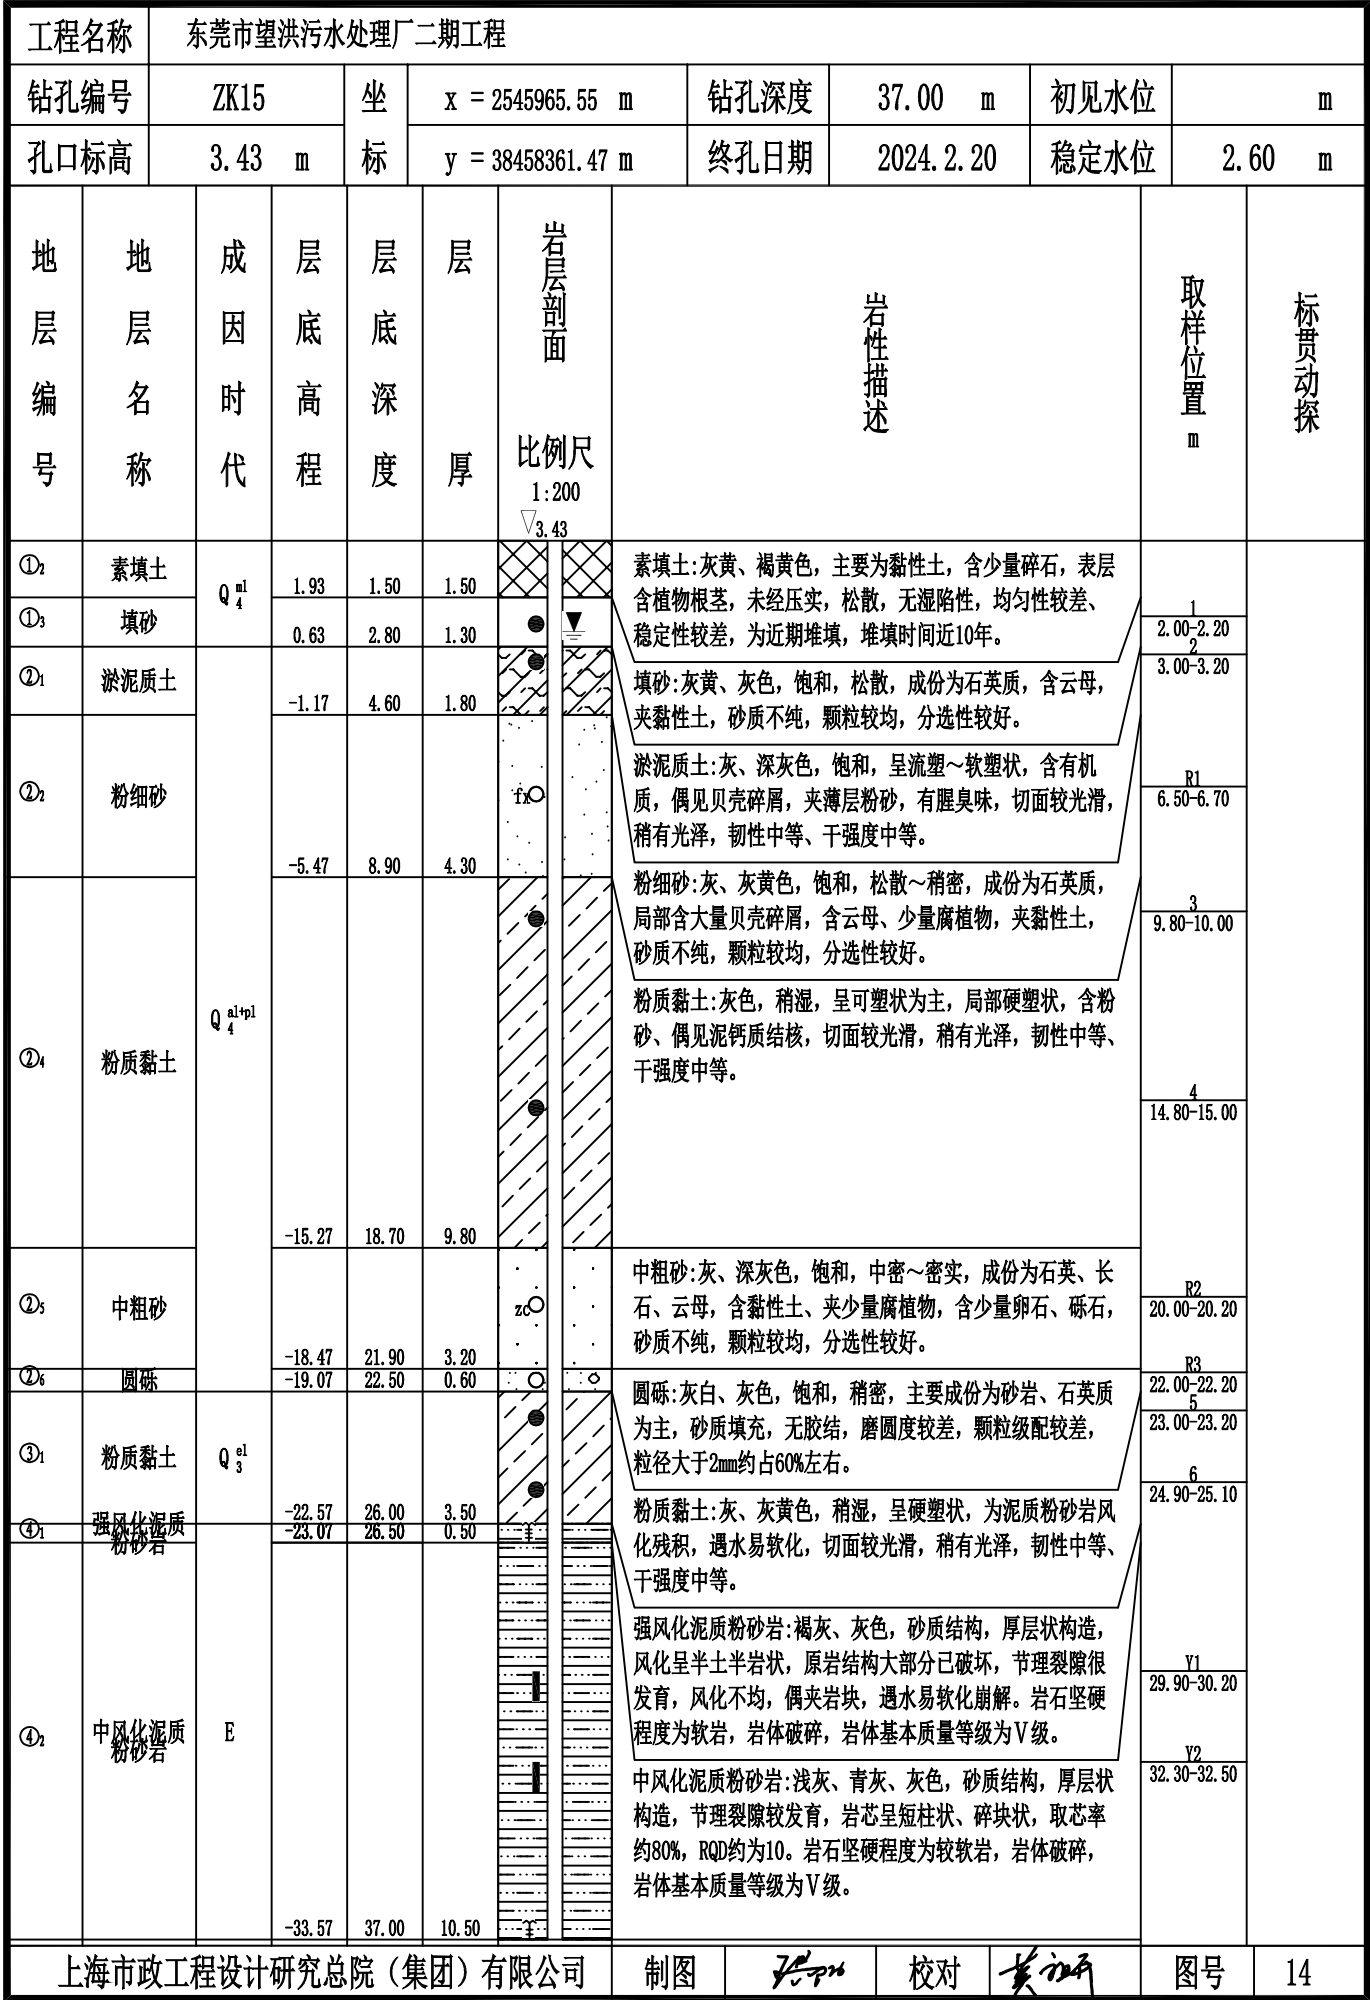 工程名称 东莞市望洪污水处理厂二期工程
钻孔编号 ZK15 坐标 x = 2545965.55 m 钻孔深度 37.00 m 初见水位 m
孔口标高 3.43 m y = 38458361.47 m 终孔日期 2024.2.20 稳定水位 2.60 m
地层编号 地层名称 成因时代 层底高程 层底深度 层厚 岩层剖面 比例尺 1:200 岩性描述 取样位置 m 标贯动探
3.43
①2 素填土 1.93 1.50 1.50
Q4ml
①3 填砂 0.63 2.80 1.30
②1 淤泥质土 -1.17 4.60 1.80
②2 粉细砂 -5.47 8.90 4.30
fx
②4 粉质黏土 -15.27 18.70 9.80
Q4al+pl
②5 中粗砂 -18.47 21.90 3.20
zc
②6 圆砾 -19.07 22.50 0.60
③1 粉质黏土 Q3el -22.57 26.00 3.50
④1 强风化泥质粉砂岩 -23.07 26.50 0.50
④2 中风化泥质粉砂岩 E -33.57 37.00 10.50
素填土:灰黄、褐黄色，主要为黏性土，含少量碎石，表层
含植物根茎，未经压实，松散，无湿陷性，均匀性较差、
稳定性较差，为近期堆填，堆填时间近10年。
填砂:灰黄、灰色，饱和，松散，成份为石英质，含云母，
夹黏性土，砂质不纯，颗粒较均，分选性较好。
淤泥质土:灰、深灰色，饱和，呈流塑～软塑状，含有机
质，偶见贝壳碎屑，夹薄层粉砂，有腥臭味，切面较光滑，
稍有光泽，韧性中等、干强度中等。
粉细砂:灰、灰黄色，饱和，松散～稍密，成份为石英质，
局部含大量贝壳碎屑，含云母、少量腐植物，夹黏性土，
砂质不纯，颗粒较均，分选性较好。
粉质黏土:灰色，稍湿，呈可塑状为主，局部硬塑状，含粉
砂、偶见泥钙质结核，切面较光滑，稍有光泽，韧性中等、
干强度中等。
中粗砂:灰、深灰色，饱和，中密～密实，成份为石英、长
石、云母，含黏性土、夹少量腐植物，含少量卵石、砾石，
砂质不纯，颗粒较均，分选性较好。
圆砾:灰白、灰色，饱和，稍密，主要成份为砂岩、石英质
为主，砂质填充，无胶结，磨圆度较差，颗粒级配较差，
粒径大于2mm约占60%左右。
粉质黏土:灰、灰黄色，稍湿，呈硬塑状，为泥质粉砂岩风
化残积，遇水易软化，切面较光滑，稍有光泽，韧性中等、
干强度中等。
强风化泥质粉砂岩:褐灰、灰色，砂质结构，厚层状构造，
风化呈半土半岩状，原岩结构大部分已破坏，节理裂隙很
发育，风化不均，偶夹岩块，遇水易软化崩解。岩石坚硬
程度为软岩，岩体破碎，岩体基本质量等级为Ⅴ级。
中风化泥质粉砂岩:浅灰、青灰、灰色，砂质结构，厚层状
构造，节理裂隙较发育，岩芯呈短柱状、碎块状，取芯率
约80%，RQD约为10。岩石坚硬程度为较软岩，岩体破碎，
岩体基本质量等级为Ⅴ级。
1
2.00-2.20
2
3.00-3.20
R1
6.50-6.70
3
9.80-10.00
4
14.80-15.00
R2
20.00-20.20
R3
22.00-22.20
5
23.00-23.20
6
24.90-25.10
Y1
29.90-30.20
Y2
32.30-32.50
上海市政工程设计研究总院（集团）有限公司 制图 校对 图号 14